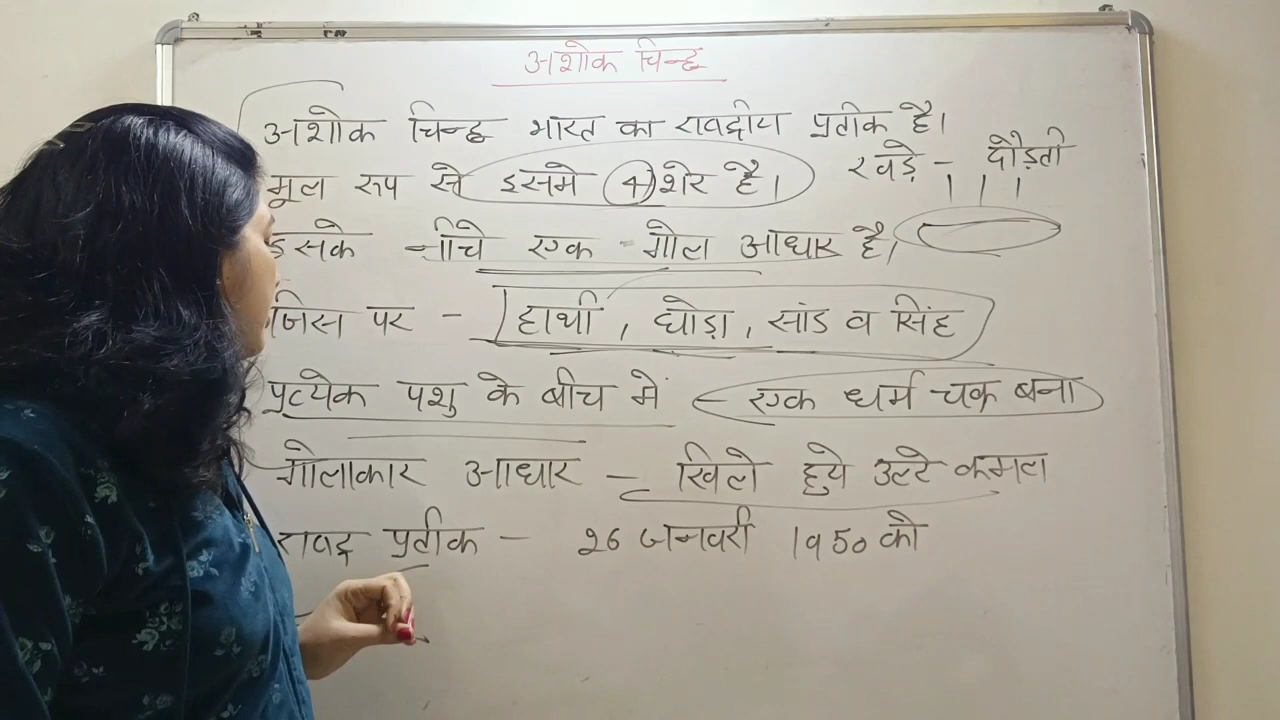 अशोक चिन्ह
अशोक चिन्ह भारत का राष्ट्रीय प्रतीक है।
मूल रुप से इसमे 4 शेर है। खड़े - दौड़ती
इसके नीचे एक गोल आधार है।
जिस पर - हाथी, घोड़ा, सांड व सिंह
प्रत्येक पशु के बीच में - एक धर्म चक्र बना
गोलाकार आधार - खिले हुये उल्टे कमल
राष्ट्र प्रतीक - 26 जनवरी 1950 को